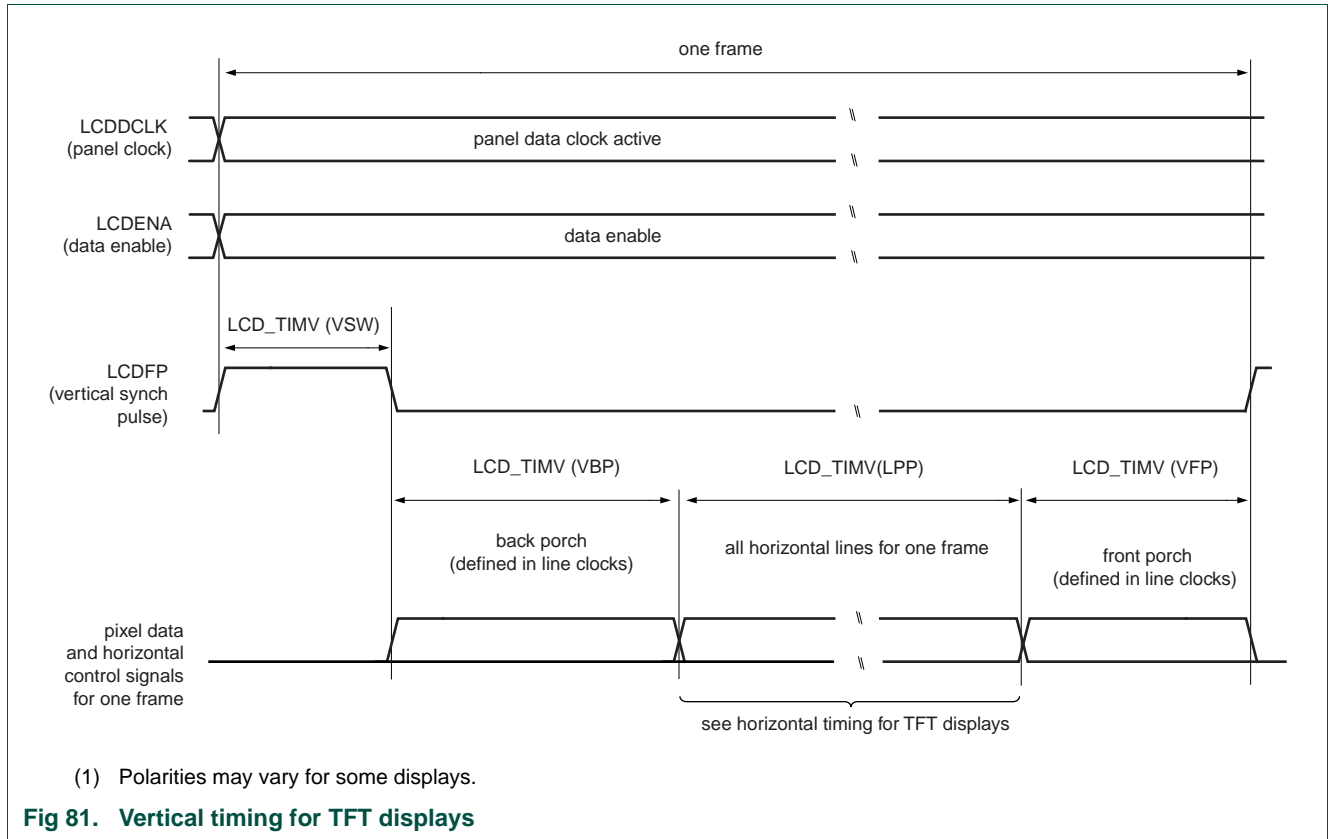 one frame
LCDDCLK
(panel clock)
panel data clock active
LCDENA
(data enable)
data enable
LCD_TIMV (VSW)
LCDFP
(vertical synch
pulse)
LCD_TIMV (VBP)
LCD_TIMV(LPP)
LCD_TIMV (VFP)
back porch
(defined in line clocks)
all horizontal lines for one frame
front porch
(defined in line clocks)
pixel data
and horizontal
control signals
for one frame
see horizontal timing for TFT displays
(1) Polarities may vary for some displays.
Fig 81. Vertical timing for TFT displays